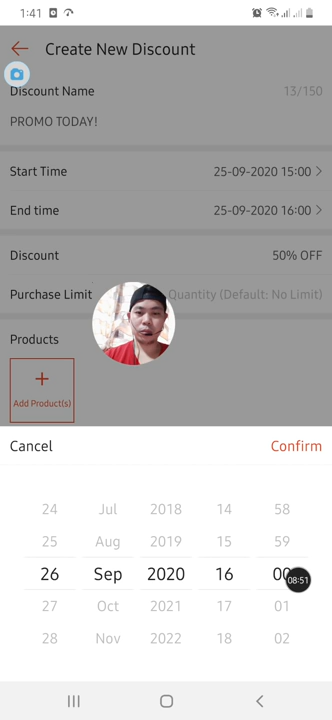 1:41
Create New Discount
Discount Name 13/150
PROMO TODAY!
Start Time 25-09-2020 15:00
End time 25-09-2020 16:00
Discount 50% OFF
Purchase Limit Quantity (Default: No Limit)
Products
Add Product(s)
Cancel Confirm
24 Jul 2018 14 58
25 Aug 2019 15 59
26 Sep 2020 16 00
08:51
27 Oct 2021 17 01
28 Nov 2022 18 02